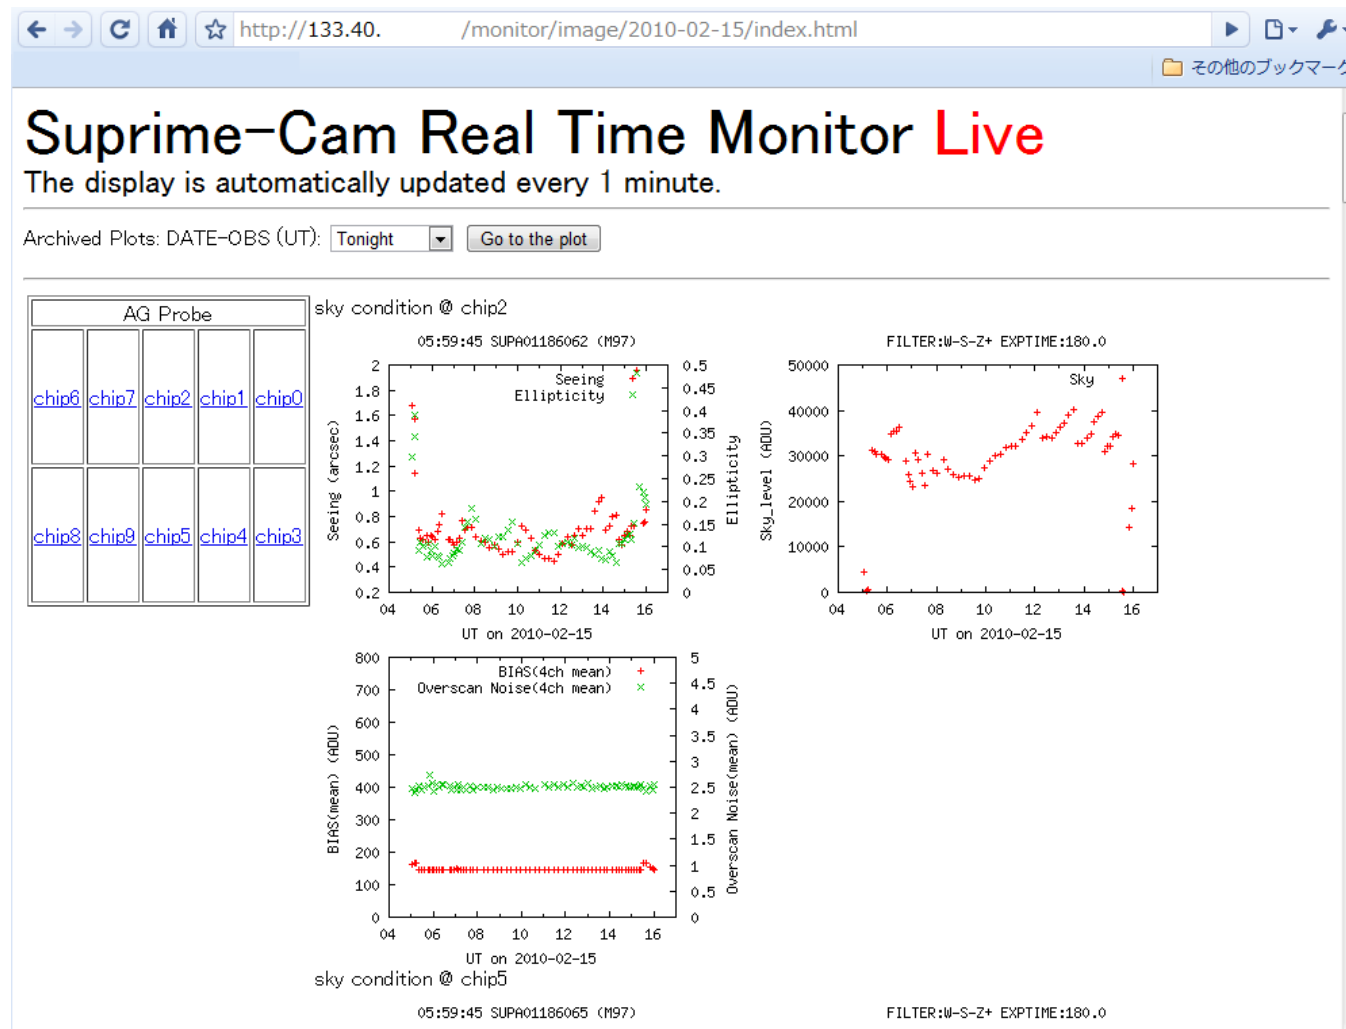 http://133.40. /monitor/image/2010-02-15/index.html
その他のブックマーク
Suprime-Cam Real Time Monitor Live
The display is automatically updated every 1 minute.
Archived Plots: DATE-OBS (UT): Tonight Go to the plot
AG Probe
chip6 chip7 chip2 chip1 chip0
chip8 chip9 chip5 chip4 chip3
sky condition @ chip2
05:59:45 SUPA01186062 (M97)
Seeing
Ellipticity
2
1.8
1.6
1.4
1.2
1
0.8
0.6
0.4
0.2
Seeing (arcsec)
0.5
0.45
0.4
0.35
0.3
0.25
0.2
0.15
0.1
0.05
0
Ellipticity
04 06 08 10 12 14 16
UT on 2010-02-15
FILTER:W-S-Z+ EXPTIME:180.0
Sky
50000
40000
30000
20000
10000
0
Sky_level (ADU)
04 06 08 10 12 14 16
UT on 2010-02-15
BIAS(4ch mean)
Overscan Noise(4ch mean)
800
700
600
500
400
300
200
100
0
BIAS(mean) (ADU)
5
4.5
4
3.5
3
2.5
2
1.5
1
0.5
0
Overscan Noise(mean) (ADU)
04 06 08 10 12 14 16
UT on 2010-02-15
sky condition @ chip5
05:59:45 SUPA01186065 (M97)
FILTER:W-S-Z+ EXPTIME:180.0